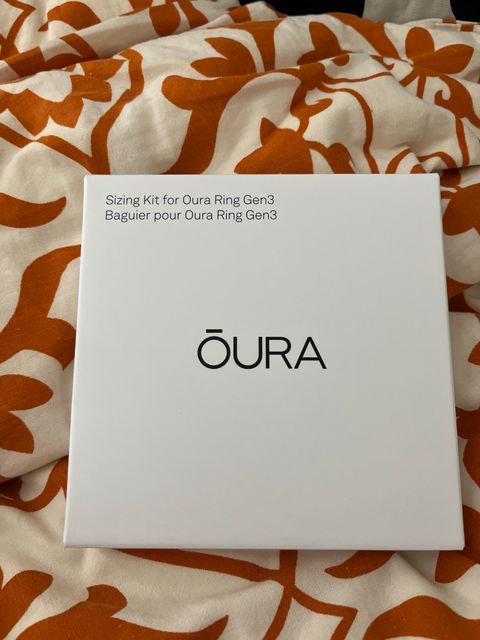 Sizing Kit for Oura Ring Gen3
Baguier pour Oura Ring Gen3
ŌURA